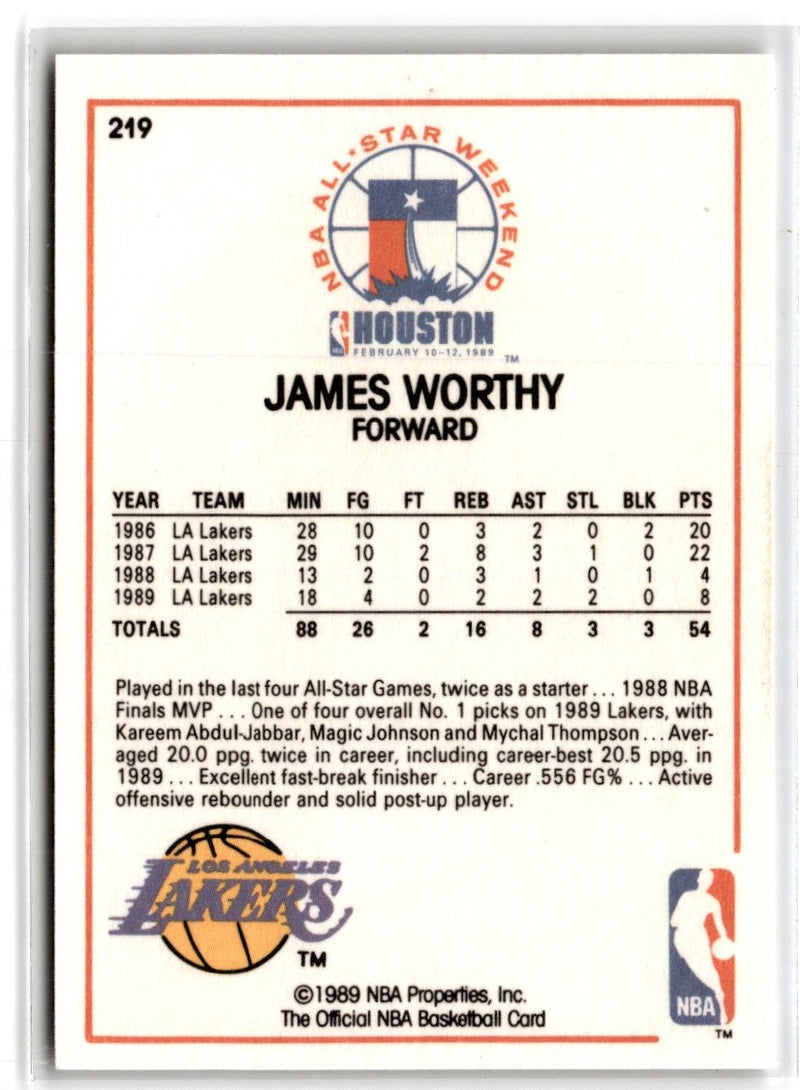 219
NBA ALL★STAR WEEKEND
NBA HOUSTON
FEBRUARY 10-12, 1989 TM
JAMES WORTHY
FORWARD
YEAR TEAM MIN FG FT REB AST STL BLK PTS
1986 LA Lakers 28 10 0 3 2 0 2 20
1987 LA Lakers 29 10 2 8 3 1 0 22
1988 LA Lakers 13 2 0 3 1 0 1 4
1989 LA Lakers 18 4 0 2 2 2 0 8
TOTALS 88 26 2 16 8 3 3 54
Played in the last four All-Star Games, twice as a starter . . . 1988 NBA
Finals MVP . . . One of four overall No. 1 picks on 1989 Lakers, with
Kareem Abdul-Jabbar, Magic Johnson and Mychal Thompson . . . Aver-
aged 20.0 ppg. twice in career, including career-best 20.5 ppg. in
1989 . . . Excellent fast-break finisher . . . Career .556 FG% . . . Active
offensive rebounder and solid post-up player.
LOS ANGELES
LAKERS
TM
NBA
TM
©1989 NBA Properties, Inc.
The Official NBA Basketball Card